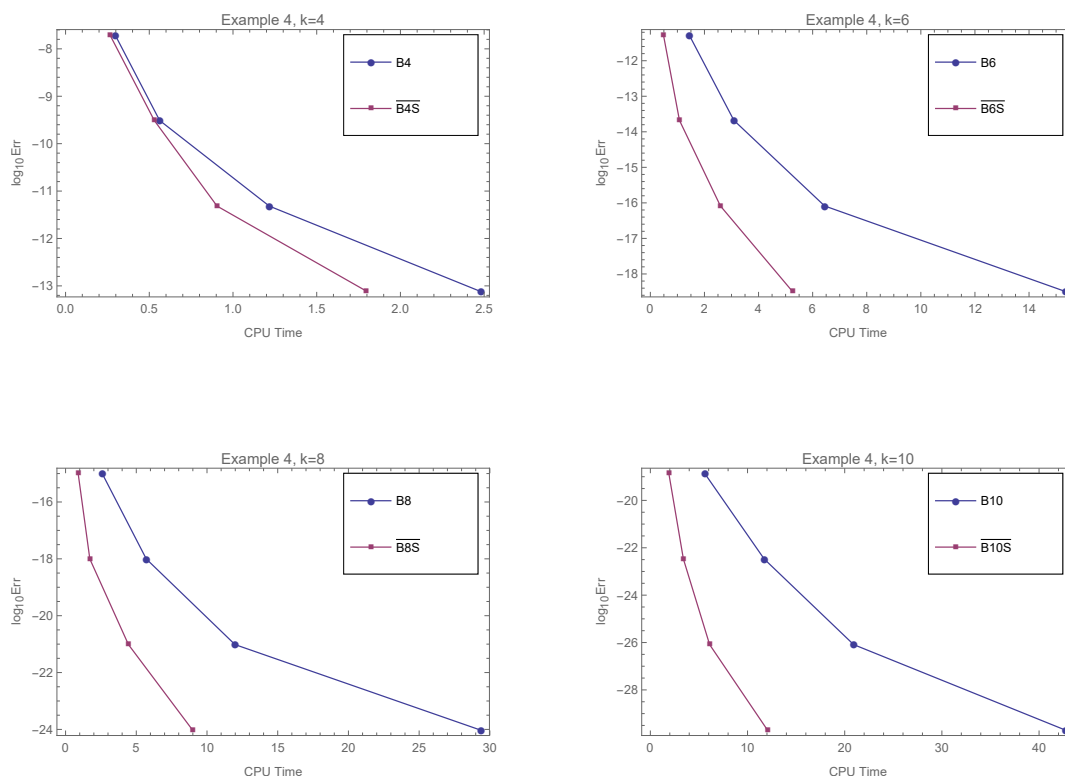 Example 4, k=4
-8
-9
-10
-11
-12
-13
log10Err
0.0 0.5 1.0 1.5 2.0 2.5
CPU Time
B4
B4S
Example 4, k=6
-12
-13
-14
-15
-16
-17
-18
log10Err
0 2 4 6 8 10 12 14
CPU Time
B6
B6S
Example 4, k=8
-16
-18
-20
-22
-24
log10Err
0 5 10 15 20 25 30
CPU Time
B8
B8S
Example 4, k=10
-20
-22
-24
-26
-28
log10Err
0 10 20 30 40
CPU Time
B10
B10S